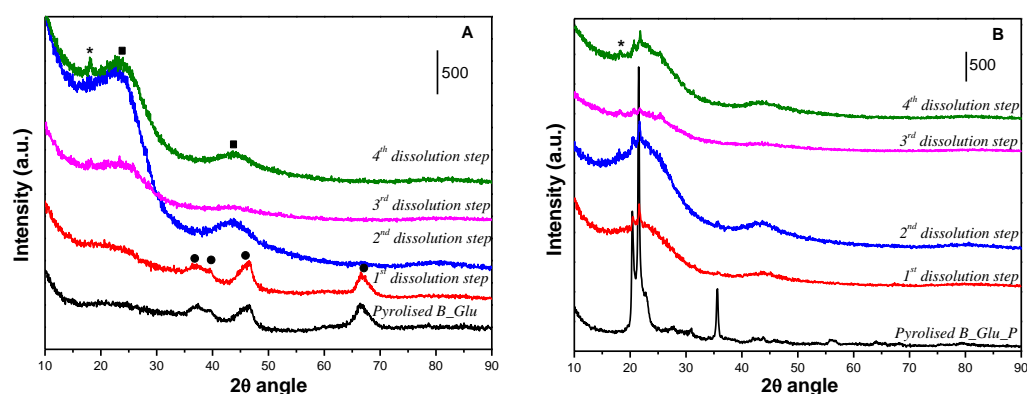 A
*
500
4th dissolution step
3rd dissolution step
2nd dissolution step
1st dissolution step
Pyrolised B_Glu
Intensity (a.u.)
10 20 30 40 50 60 70 80 90
2θ angle
B
*
500
4th dissolution step
3rd dissolution step
2nd dissolution step
1st dissolution step
Pyrolised B_Glu_P
Intensity (a.u.)
10 20 30 40 50 60 70 80 90
2θ angle